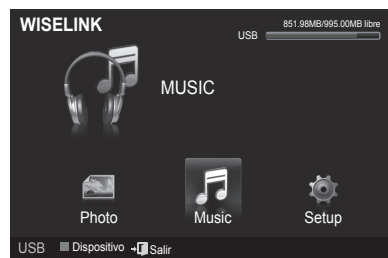 WISELINK
851.98MB/995.00MB libre
USB
MUSIC
Photo Music Setup
USB Dispositivo Salir